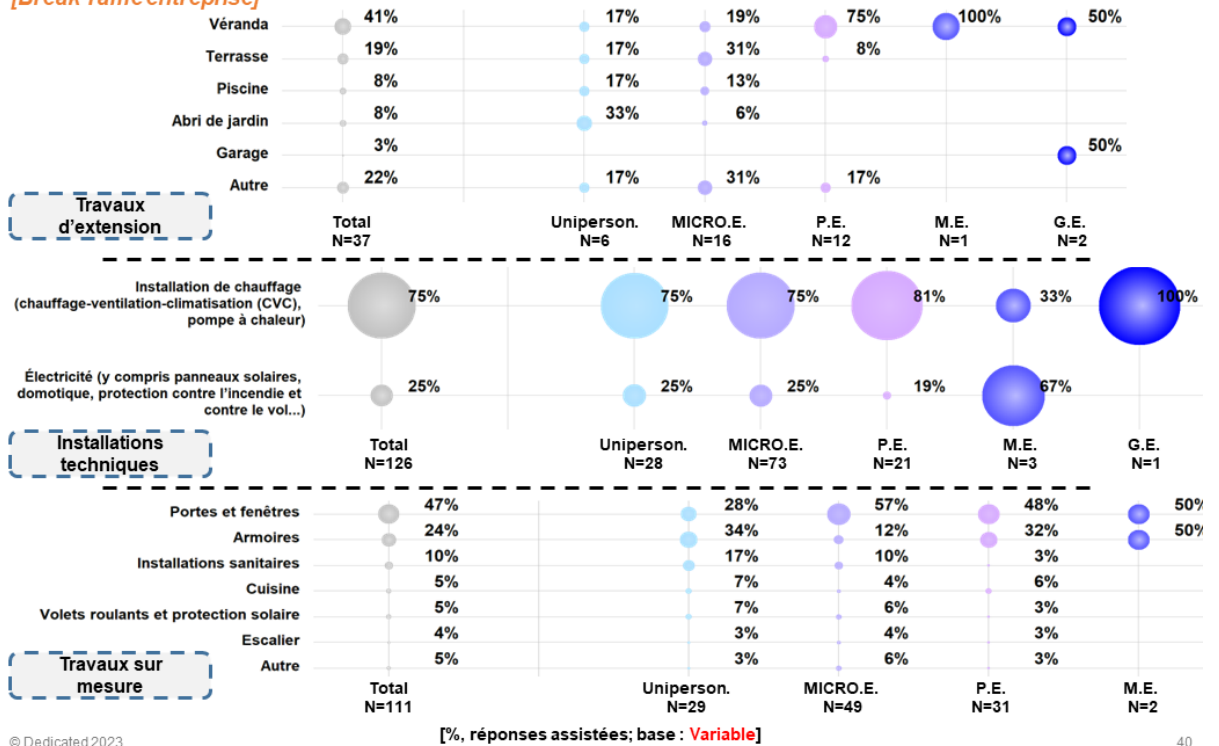 [Break Taille entreprise]
Véranda 41% 17% 19% 75% 100% 50%
Terrasse 19% 17% 31% 8%
Piscine 8% 17% 13%
Abri de jardin 8% 33% 6%
Garage 3% 50%
Autre 22% 17% 31% 17%
Travaux
d'extension
Total Uniperson. MICRO.E. P.E. M.E. G.E.
N=37 N=6 N=16 N=12 N=1 N=2
Installation de chauffage
(chauffage-ventilation-climatisation (CVC),
pompe à chaleur)
75% 75% 75% 81% 33% 100%
Électricité (y compris panneaux solaires,
domotique, protection contre l'incendie et
contre le vol...)
25% 25% 25% 19% 67%
Installations
techniques
Total Uniperson. MICRO.E. P.E. M.E. G.E.
N=126 N=28 N=73 N=21 N=3 N=1
Portes et fenêtres 47% 28% 57% 48% 50%
Armoires 24% 34% 12% 32% 50%
Installations sanitaires 10% 17% 10% 3%
Cuisine 5% 7% 4% 6%
Volets roulants et protection solaire 5% 7% 6% 3%
Escalier 4% 3% 4% 3%
Autre 5% 3% 6% 3%
Travaux sur
mesure
Total Uniperson. MICRO.E. P.E. M.E.
N=111 N=29 N=49 N=31 N=2
[%, réponses assistées; base : Variable]
© Dedicated 2023
40